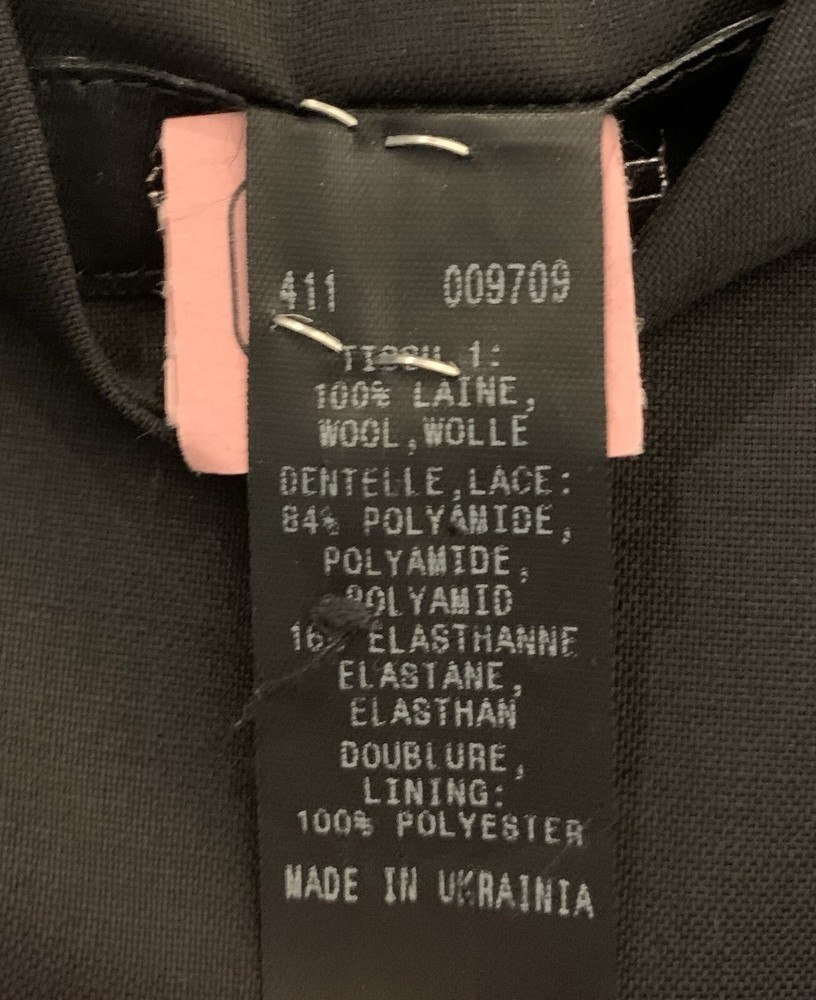 411 009709
TISSU 1:
100% LAINE,
WOOL,WOLLE
DENTELLE,LACE:
84% POLYAMIDE,
POLYAMIDE,
POLYAMID
16% ELASTHANNE
ELASTANE,
ELASTHAN
DOUBLURE,
LINING:
100% POLYESTER
MADE IN UKRAINIA